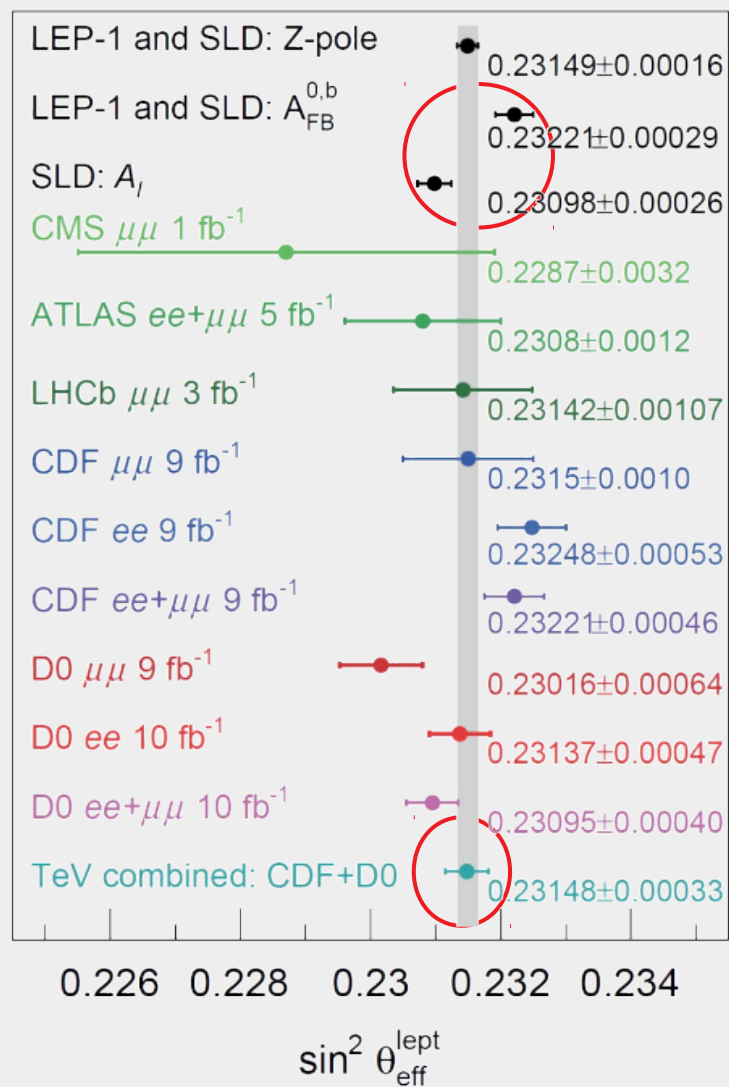 LEP-1 and SLD: Z-pole 0.23149±0.00016
LEP-1 and SLD: A_FB^0,b 0.23221±0.00029
SLD: A_l 0.23098±0.00026
CMS μμ 1 fb⁻¹ 0.2287±0.0032
ATLAS ee+μμ 5 fb⁻¹ 0.2308±0.0012
LHCb μμ 3 fb⁻¹ 0.23142±0.00107
CDF μμ 9 fb⁻¹ 0.2315±0.0010
CDF ee 9 fb⁻¹ 0.23248±0.00053
CDF ee+μμ 9 fb⁻¹ 0.23221±0.00046
D0 μμ 9 fb⁻¹ 0.23016±0.00064
D0 ee 10 fb⁻¹ 0.23137±0.00047
D0 ee+μμ 10 fb⁻¹ 0.23095±0.00040
TeV combined: CDF+D0 0.23148±0.00033
0.226 0.228 0.23 0.232 0.234
sin² θ_eff^lept